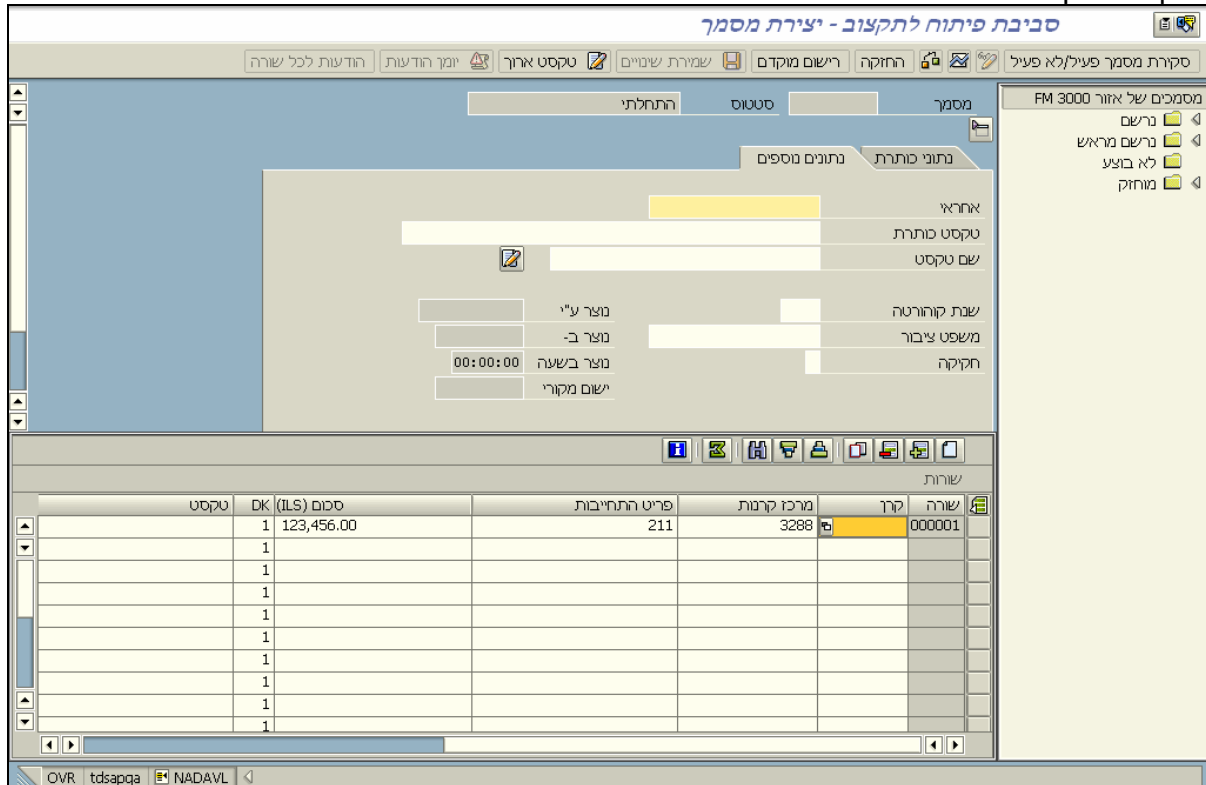 סביבת פיתוח לתקצוב - יצירת מסמך
סקירת מסמך פעיל/לא פעיל החזקה רישום מוקדם שמירת שינויים טקסט ארוך יומן הודעות הודעות לכל שורה
מסמכים של אזור FM 3000
נרשם
נרשם מראש
לא בוצע
מוחזק
מסמך סטטוס התחלתי
נתוני כותרת נתונים נוספים
אחראי
טקסט כותרת
שם טקסט
שנת קוהורטה נוצר ע"י
משפט ציבור נוצר ב-
חקיקה נוצר בשעה 00:00:00
ישום מקורי
שורות
שורה קרן מרכז קרנות פריט התחייבות סכום (ILS) DK טקסט
000001 3288 211 123,456.00 1
1
1
1
1
1
1
1
1
1
OVR tdsapqa NADAVL